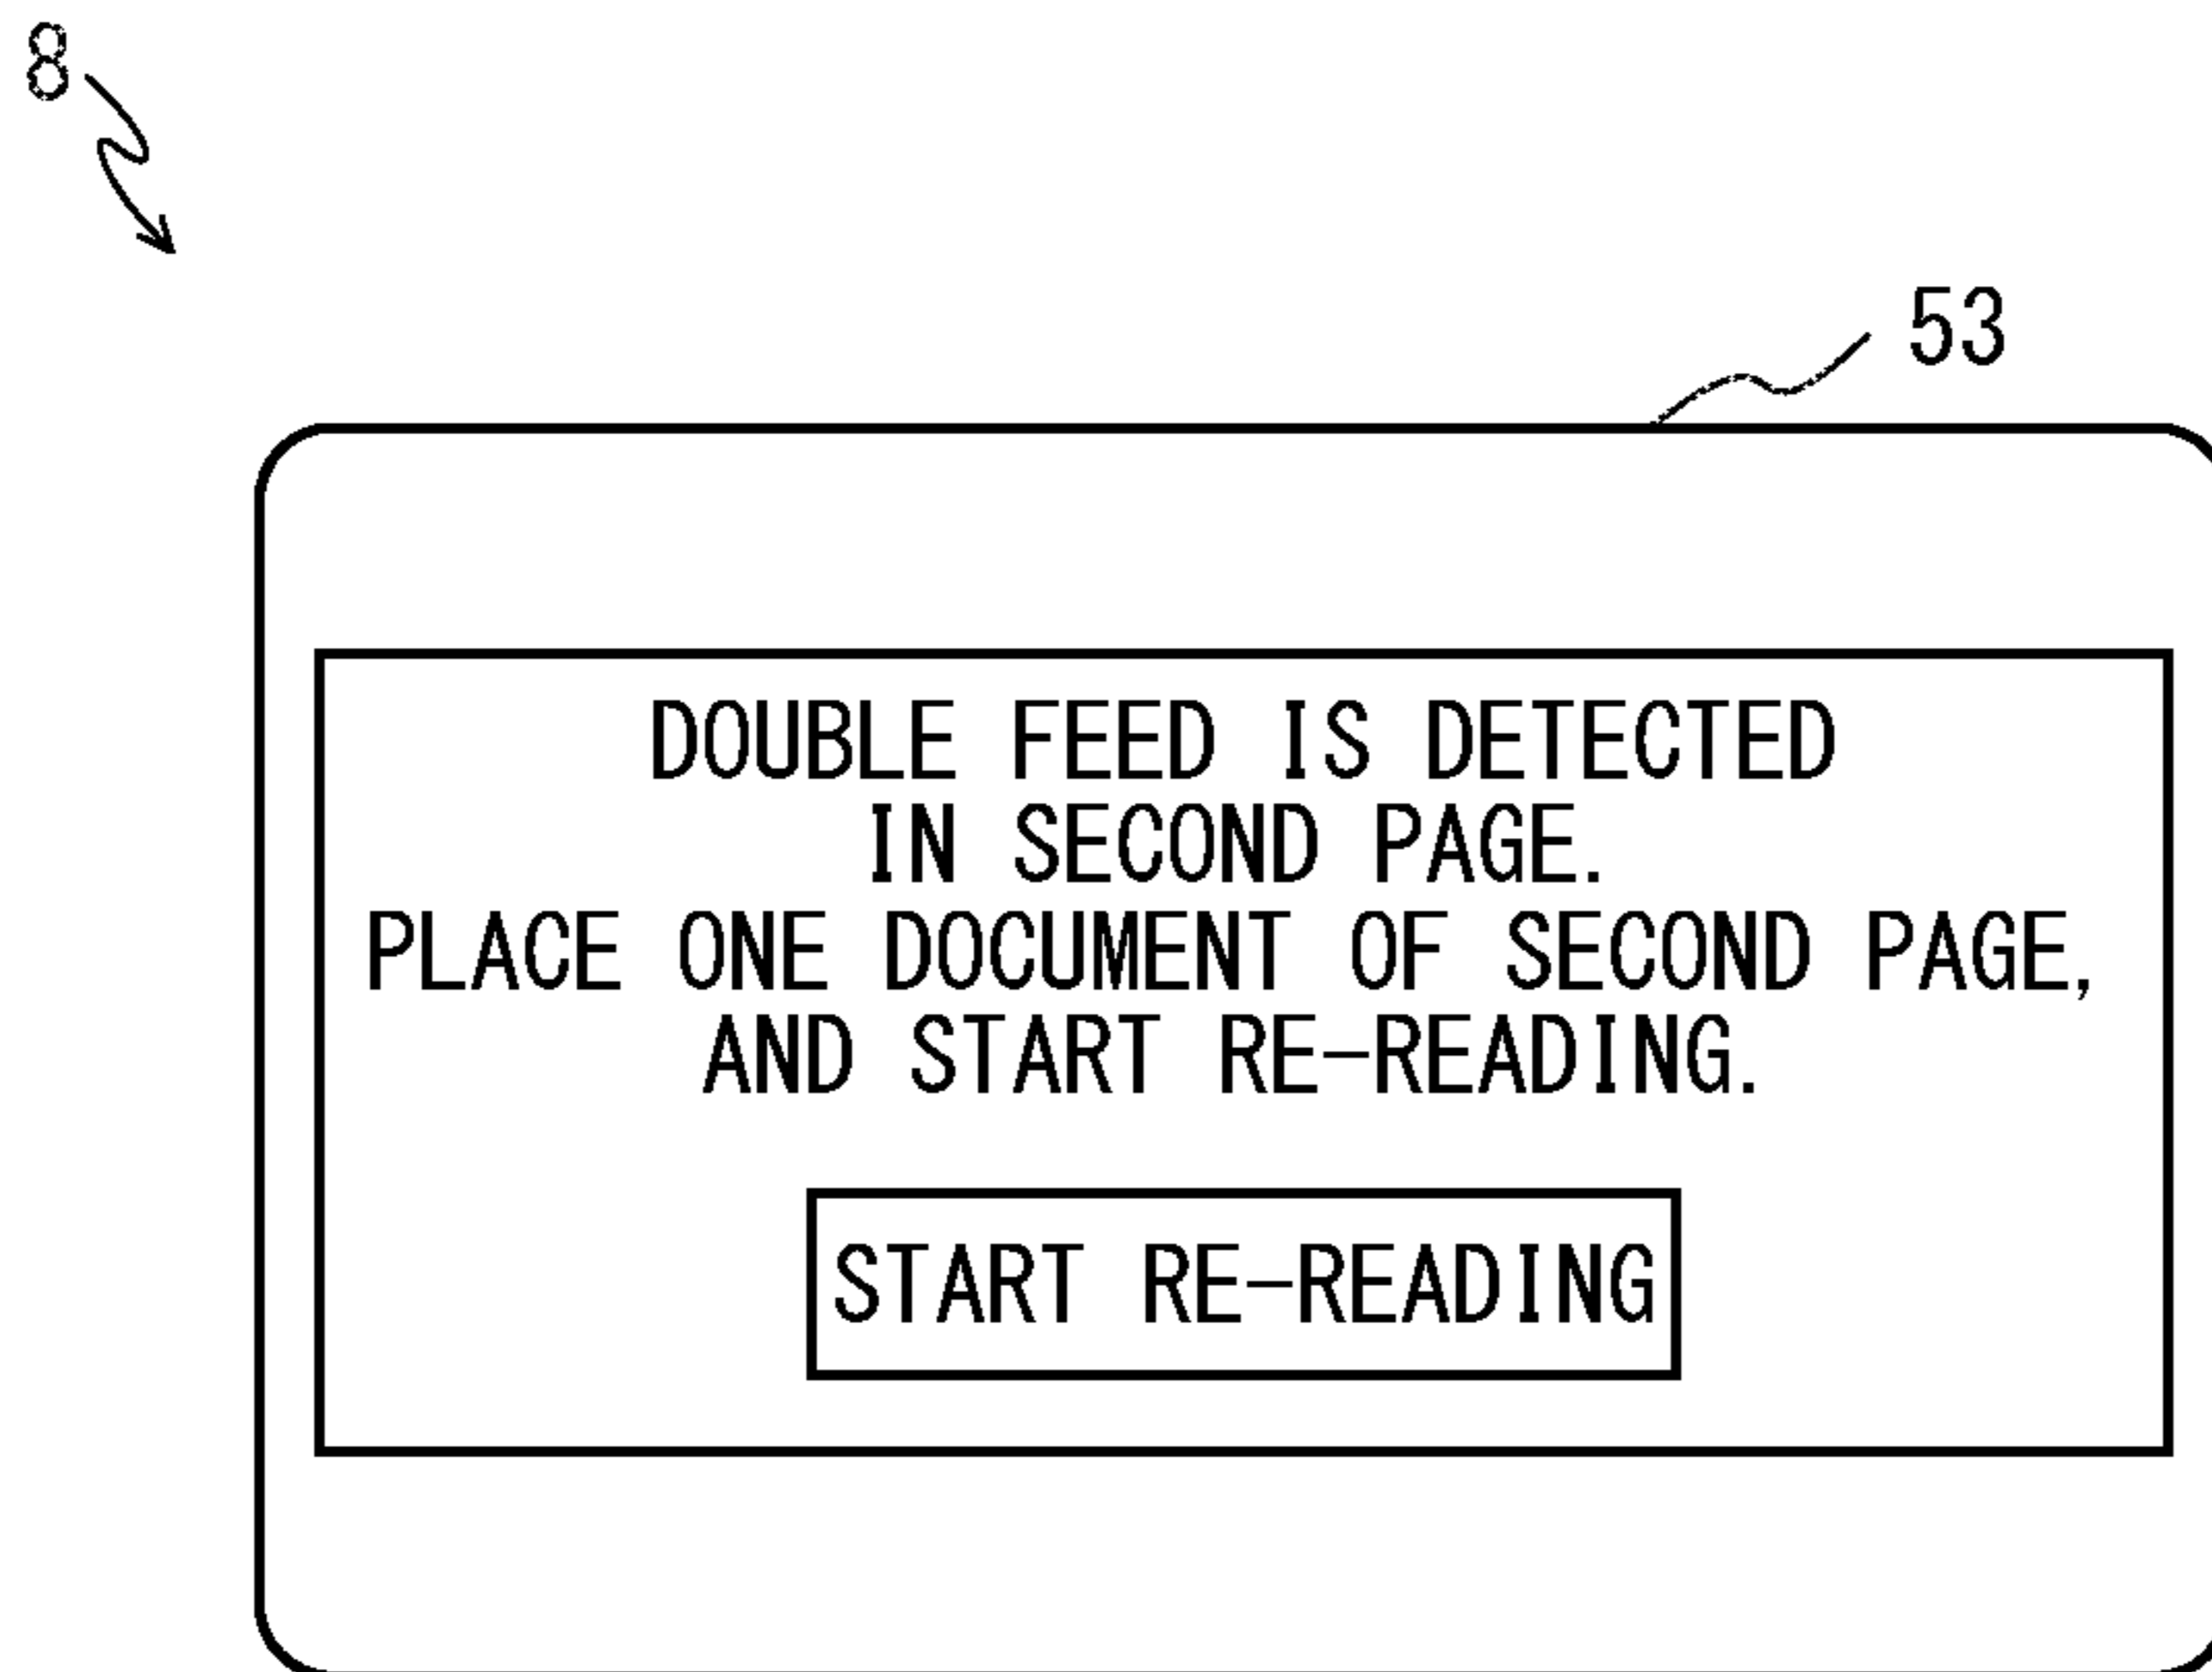 8
53
DOUBLE FEED IS DETECTED
IN SECOND PAGE.
PLACE ONE DOCUMENT OF SECOND PAGE,
AND START RE-READING.
START RE-READING